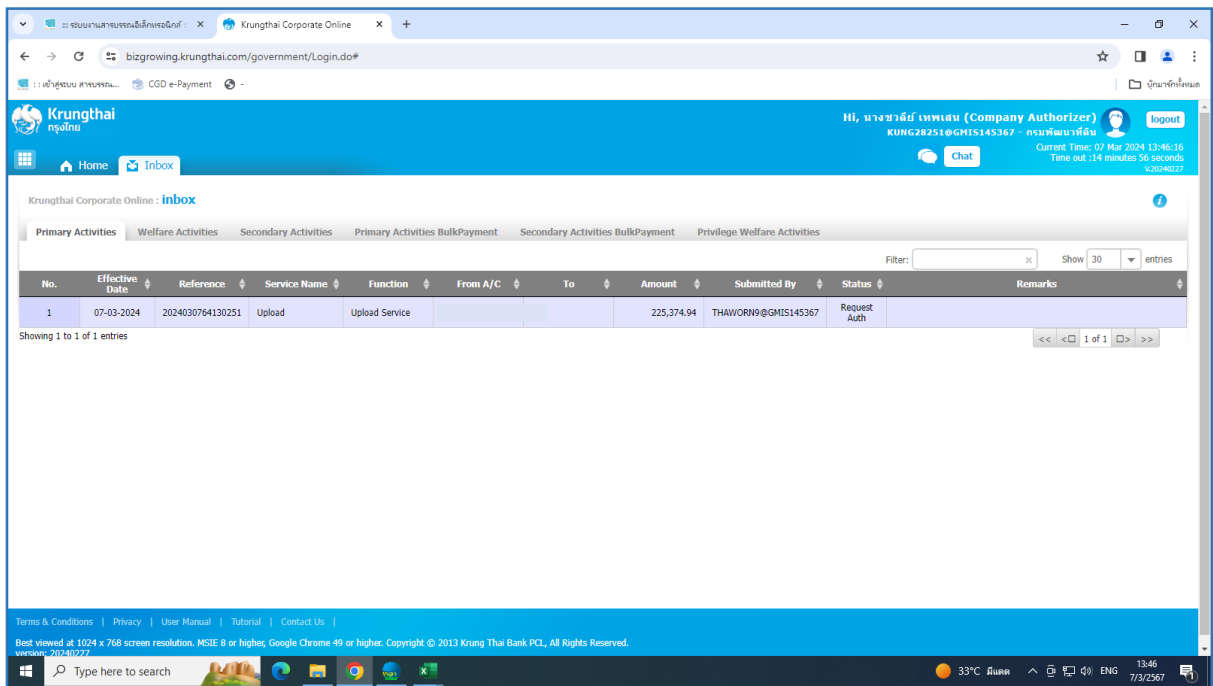 ::: ระบบงานสารบรรณอิเล็กทรอนิกส์ :
Krungthai Corporate Online
bizgrowing.krungthai.com/government/Login.do#
: : เข้าสู่ระบบ สารบรรณ...
CGD e-Payment
-
บุ๊กมาร์กทั้งหมด
Krungthai
กรุงไทย
Hi, นางชวลีย์ เทพเสน (Company Authorizer)
KUNG28251@GMIS145367 - กรมพัฒนาที่ดิน
logout
Home
Inbox
Chat
Current Time: 07 Mar 2024 13:46:16
Time out :14 minutes 56 seconds
V.20240227
Krungthai Corporate Online : inbox
Primary Activities Welfare Activities Secondary Activities Primary Activities BulkPayment Secondary Activities BulkPayment Privilege Welfare Activities
Filter: Show 30 entries
No. Effective Date Reference Service Name Function From A/C To Amount Submitted By Status Remarks
1 07-03-2024 2024030764130251 Upload Upload Service 225,374.94 THAWORN9@GMIS145367 Request Auth
Showing 1 to 1 of 1 entries
<< < 1 of 1 > >>
Terms & Conditions | Privacy | User Manual | Tutorial | Contact Us |
Best viewed at 1024 x 768 screen resolution. MSIE 8 or higher, Google Chrome 49 or higher. Copyright © 2013 Krung Thai Bank PCL, All Rights Reserved.
version: 20240227
Type here to search
33°C มีแดด
ENG
13:46
7/3/2567